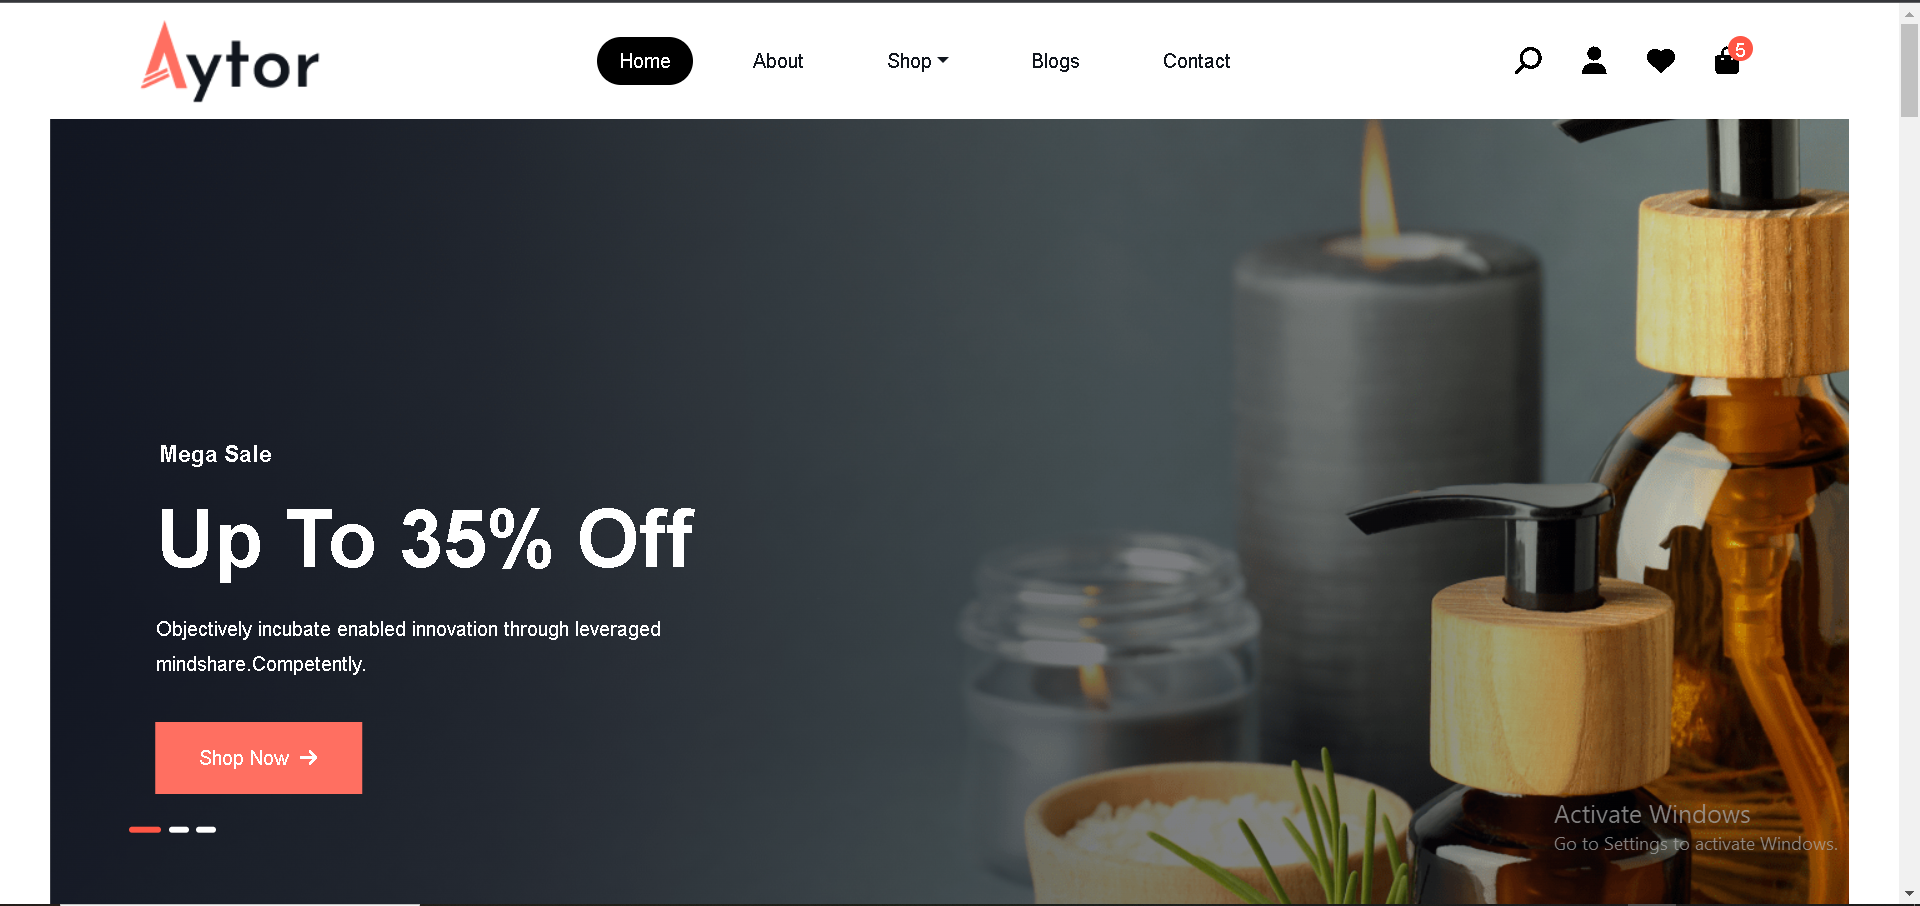 Aytor
Home
About
Shop
Blogs
Contact
5
Mega Sale
Up To 35% Off
Objectively incubate enabled innovation through leveraged
mindshare.Competently.
Shop Now
Activate Windows
Go to Settings to activate Windows.